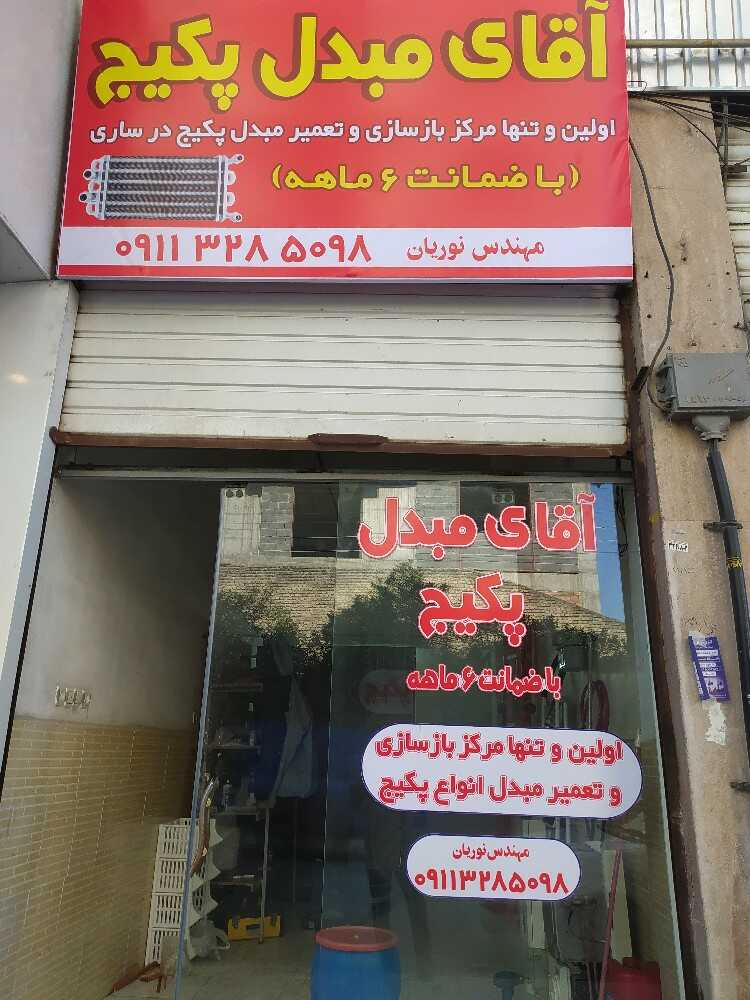 آقای مبدل پکیج
اولین و تنها مرکز بازسازی و تعمیر مبدل پکیج در ساری
(با ضمانت ۶ ماهه)
مهندس نوریان ۰۹۱۱ ۳۲۸ ۵۰۹۸
آقای مبدل
پکیج
با ضمانت ۶ ماهه
اولین و تنها مرکز بازسازی
و تعمیر مبدل انواع پکیج
مهندس نوریان
۰۹۱۱۳۲۸۵۰۹۸